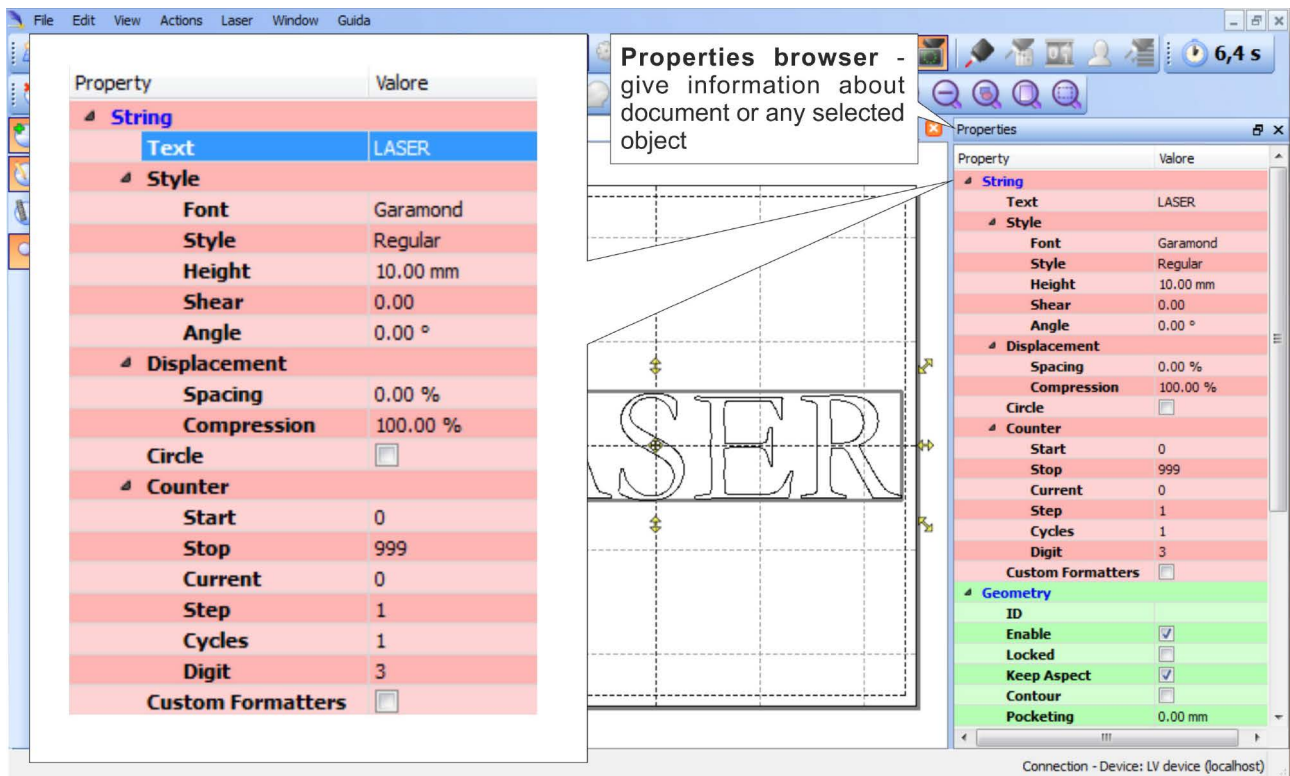 File Edit View Actions Laser Window Guida
Properties browser -
give information about
document or any selected
object
6,4 s
Property Valore
String
Text LASER
Style
Font Garamond
Style Regular
Height 10.00 mm
Shear 0.00
Angle 0.00 °
Displacement
Spacing 0.00 %
Compression 100.00 %
Circle
Counter
Start 0
Stop 999
Current 0
Step 1
Cycles 1
Digit 3
Custom Formatters
ASER
Properties
Property Valore
String
Text LASER
Style
Font Garamond
Style Regular
Height 10.00 mm
Shear 0.00
Angle 0.00 °
Displacement
Spacing 0.00 %
Compression 100.00 %
Circle
Counter
Start 0
Stop 999
Current 0
Step 1
Cycles 1
Digit 3
Custom Formatters
Geometry
ID
Enable
Locked
Keep Aspect
Contour
Pocketing 0.00 mm
Connection - Device: LV device (localhost)